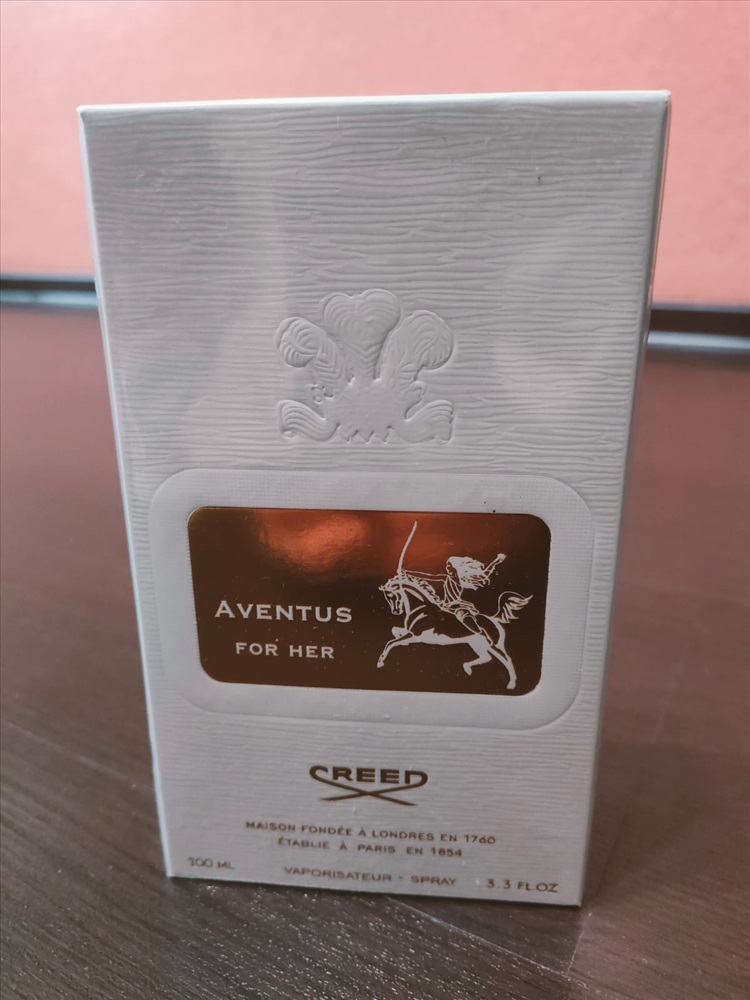 AVENTUS
FOR HER
CREED
MAISON FONDÉE À LONDRES EN 1760
ÉTABLIE À PARIS EN 1854
100 ML
VAPORISATEUR - SPRAY
3.3 FL.OZ